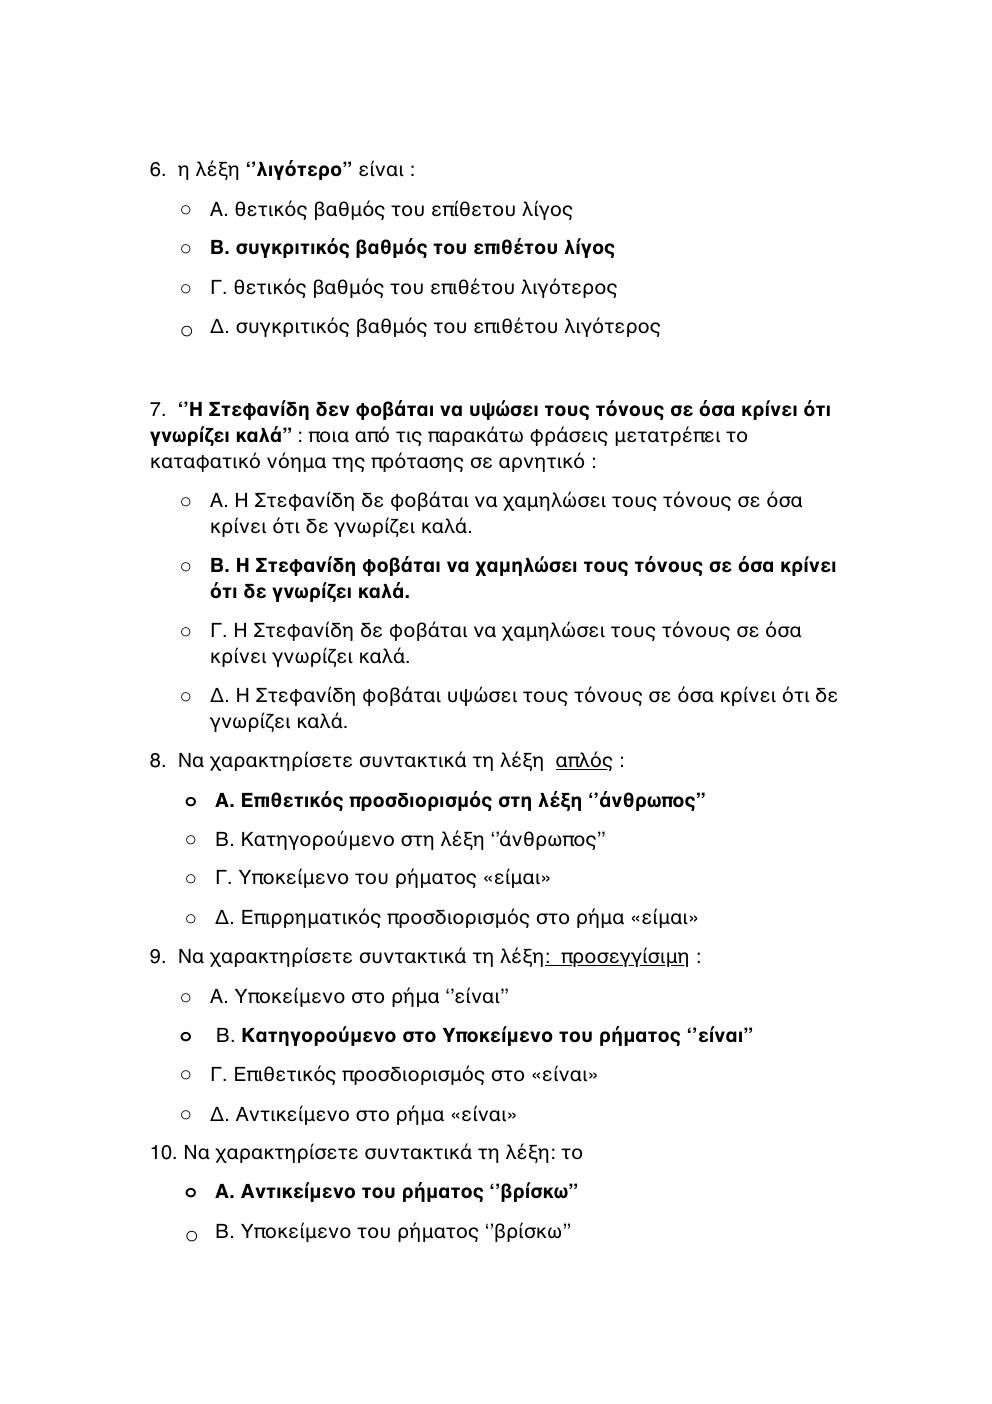 6. η λέξη ‘’λιγότερο’’ είναι :
○ Α. θετικός βαθμός του επίθετου λίγος
○ Β. συγκριτικός βαθμός του επιθέτου λίγος
○ Γ. θετικός βαθμός του επιθέτου λιγότερος
○ Δ. συγκριτικός βαθμός του επιθέτου λιγότερος
7. ‘’Η Στεφανίδη δεν φοβάται να υψώσει τους τόνους σε όσα κρίνει ότι
γνωρίζει καλά’’ : ποια από τις παρακάτω φράσεις μετατρέπει το
καταφατικό νόημα της πρότασης σε αρνητικό :
○ Α. Η Στεφανίδη δε φοβάται να χαμηλώσει τους τόνους σε όσα
κρίνει ότι δε γνωρίζει καλά.
○ Β. Η Στεφανίδη φοβάται να χαμηλώσει τους τόνους σε όσα κρίνει
ότι δε γνωρίζει καλά.
○ Γ. Η Στεφανίδη δε φοβάται να χαμηλώσει τους τόνους σε όσα
κρίνει γνωρίζει καλά.
○ Δ. Η Στεφανίδη φοβάται υψώσει τους τόνους σε όσα κρίνει ότι δε
γνωρίζει καλά.
8. Να χαρακτηρίσετε συντακτικά τη λέξη απλός :
○ Α. Επιθετικός προσδιορισμός στη λέξη ‘’άνθρωπος’’
○ Β. Κατηγορούμενο στη λέξη ‘’άνθρωπος’’
○ Γ. Υποκείμενο του ρήματος «είμαι»
○ Δ. Επιρρηματικός προσδιορισμός στο ρήμα «είμαι»
9. Να χαρακτηρίσετε συντακτικά τη λέξη: προσεγγίσιμη :
○ Α. Υποκείμενο στο ρήμα ‘’είναι’’
○ Β. Κατηγορούμενο στο Υποκείμενο του ρήματος ‘’είναι’’
○ Γ. Επιθετικός προσδιορισμός στο «είναι»
○ Δ. Αντικείμενο στο ρήμα «είναι»
10. Να χαρακτηρίσετε συντακτικά τη λέξη: το
○ Α. Αντικείμενο του ρήματος ‘’βρίσκω’’
○ Β. Υποκείμενο του ρήματος ‘’βρίσκω’’